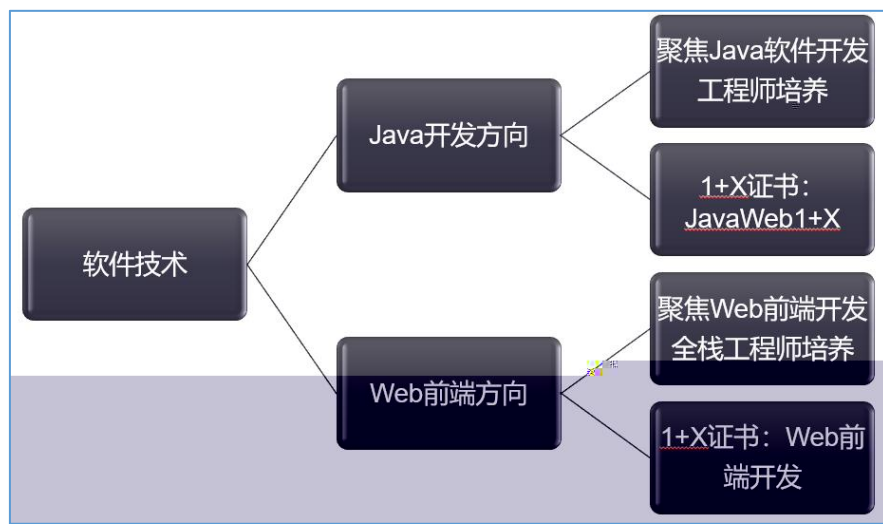 软件技术
Java开发方向
聚焦Java软件开发
工程师培养
1+X证书：
JavaWeb1+X
Web前端方向
聚焦Web前端开发
全栈工程师培养
1+X证书：Web前
端开发